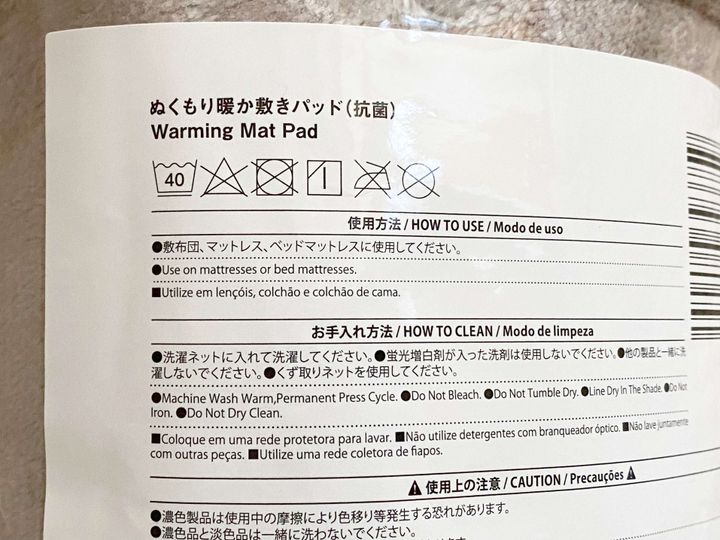 ぬくもり暖か敷きパッド(抗菌)
Warming Mat Pad
40
使用方法 / HOW TO USE / Modo de uso
●敷布団、マットレス、ベッドマットレスに使用してください。
●Use on mattresses or bed mattresses.
■Utilize em lençóis, colchão e colchão de cama.
お手入れ方法 / HOW TO CLEAN / Modo de limpeza
●洗濯ネットに入れて洗濯してください。●蛍光増白剤が入った洗剤は使用しないでください。●他の製品と一緒に洗
濯しないでください。●くず取りネットを使用してください。
●Machine Wash Warm,Permanent Press Cycle. ●Do Not Bleach. ●Do Not Tumble Dry. ●Line Dry In The Shade. ●Do Not
Iron. ●Do Not Dry Clean.
■Coloque em uma rede protetora para lavar. ■Não utilize detergentes com branqueador óptico. ■Não lave juntamente
com outras peças. ■Utilize uma rede coletora de fiapos.
⚠ 使用上の注意 / CAUTION / Precauções ⚠
●濃色製品は使用中の摩擦により色移り等発生する恐れがあります。
●濃色品と淡色品は一緒に洗わないでください。